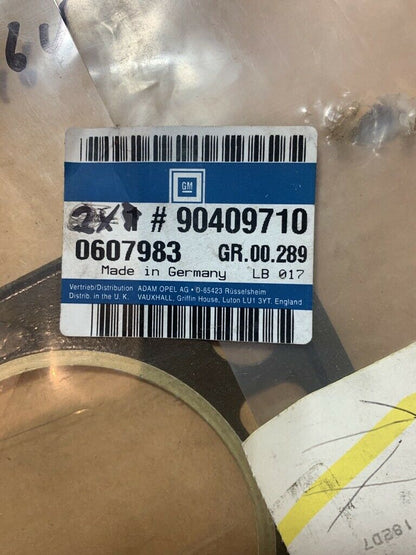 GM
2x1 # 90409710
0607983 GR.00.289
Made in Germany LB 017
Vertrieb/Distribution ADAM OPEL AG • D-65423 Rüsselsheim
Distrib. in the U. K. VAUXHALL, Griffin House, Luton LU1 3YT. England